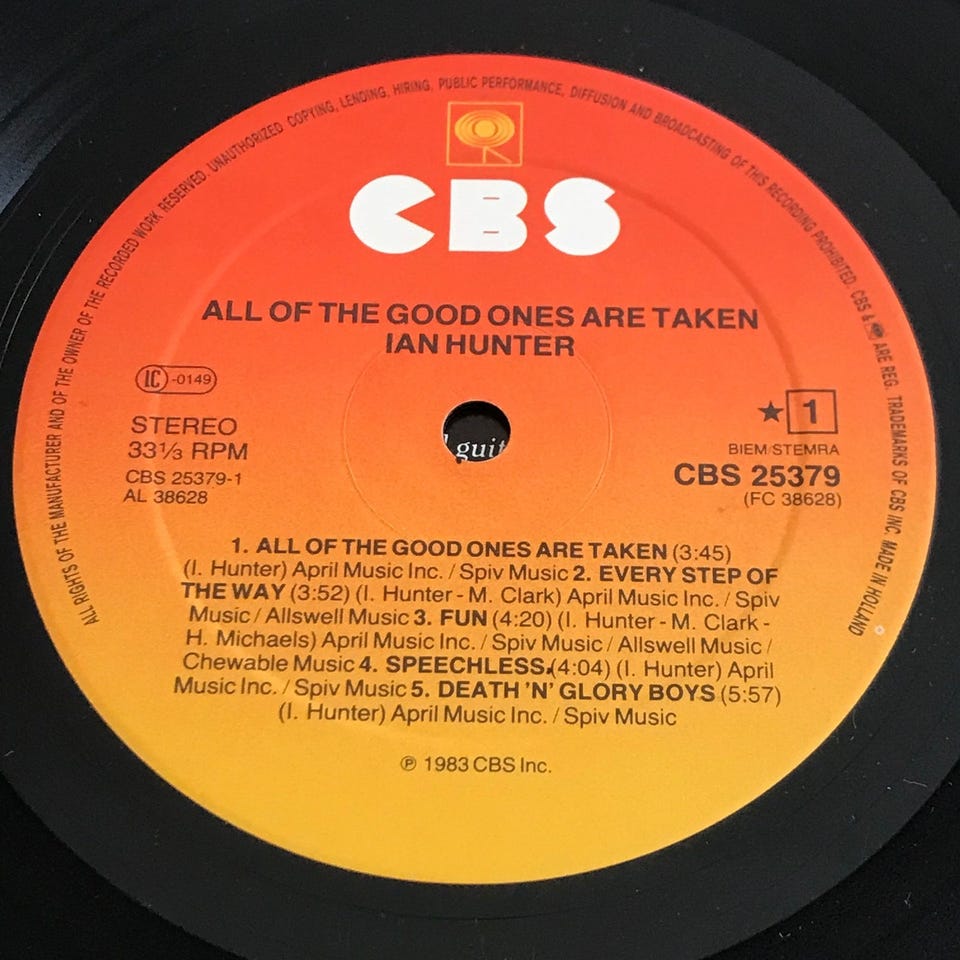 ALL RIGHTS OF THE MANUFACTURER AND OF THE OWNER OF THE RECORDED WORK RESERVED. UNAUTHORIZED COPYING, LENDING, HIRING, PUBLIC PERFORMANCE, DIFFUSION AND BROADCASTING OF THIS RECORDING PROHIBITED. CBS & ARE REG. TRADEMARKS OF CBS INC. MADE IN HOLLAND
CBS
ALL OF THE GOOD ONES ARE TAKEN
IAN HUNTER
LC -0149
STEREO
33⅓ RPM
CBS 25379-1
AL 38628
guit
★ 1
BIEM/STEMRA
CBS 25379
(FC 38628)
1. ALL OF THE GOOD ONES ARE TAKEN (3:45)
(I. Hunter) April Music Inc. / Spiv Music 2. EVERY STEP OF
THE WAY (3:52) (I. Hunter - M. Clark) April Music Inc. / Spiv
Music / Allswell Music 3. FUN (4:20) (I. Hunter - M. Clark -
H. Michaels) April Music Inc. / Spiv Music / Allswell Music /
Chewable Music 4. SPEECHLESS (4:04) (I. Hunter) April
Music Inc. / Spiv Music 5. DEATH 'N' GLORY BOYS (5:57)
(I. Hunter) April Music Inc. / Spiv Music
℗ 1983 CBS Inc.